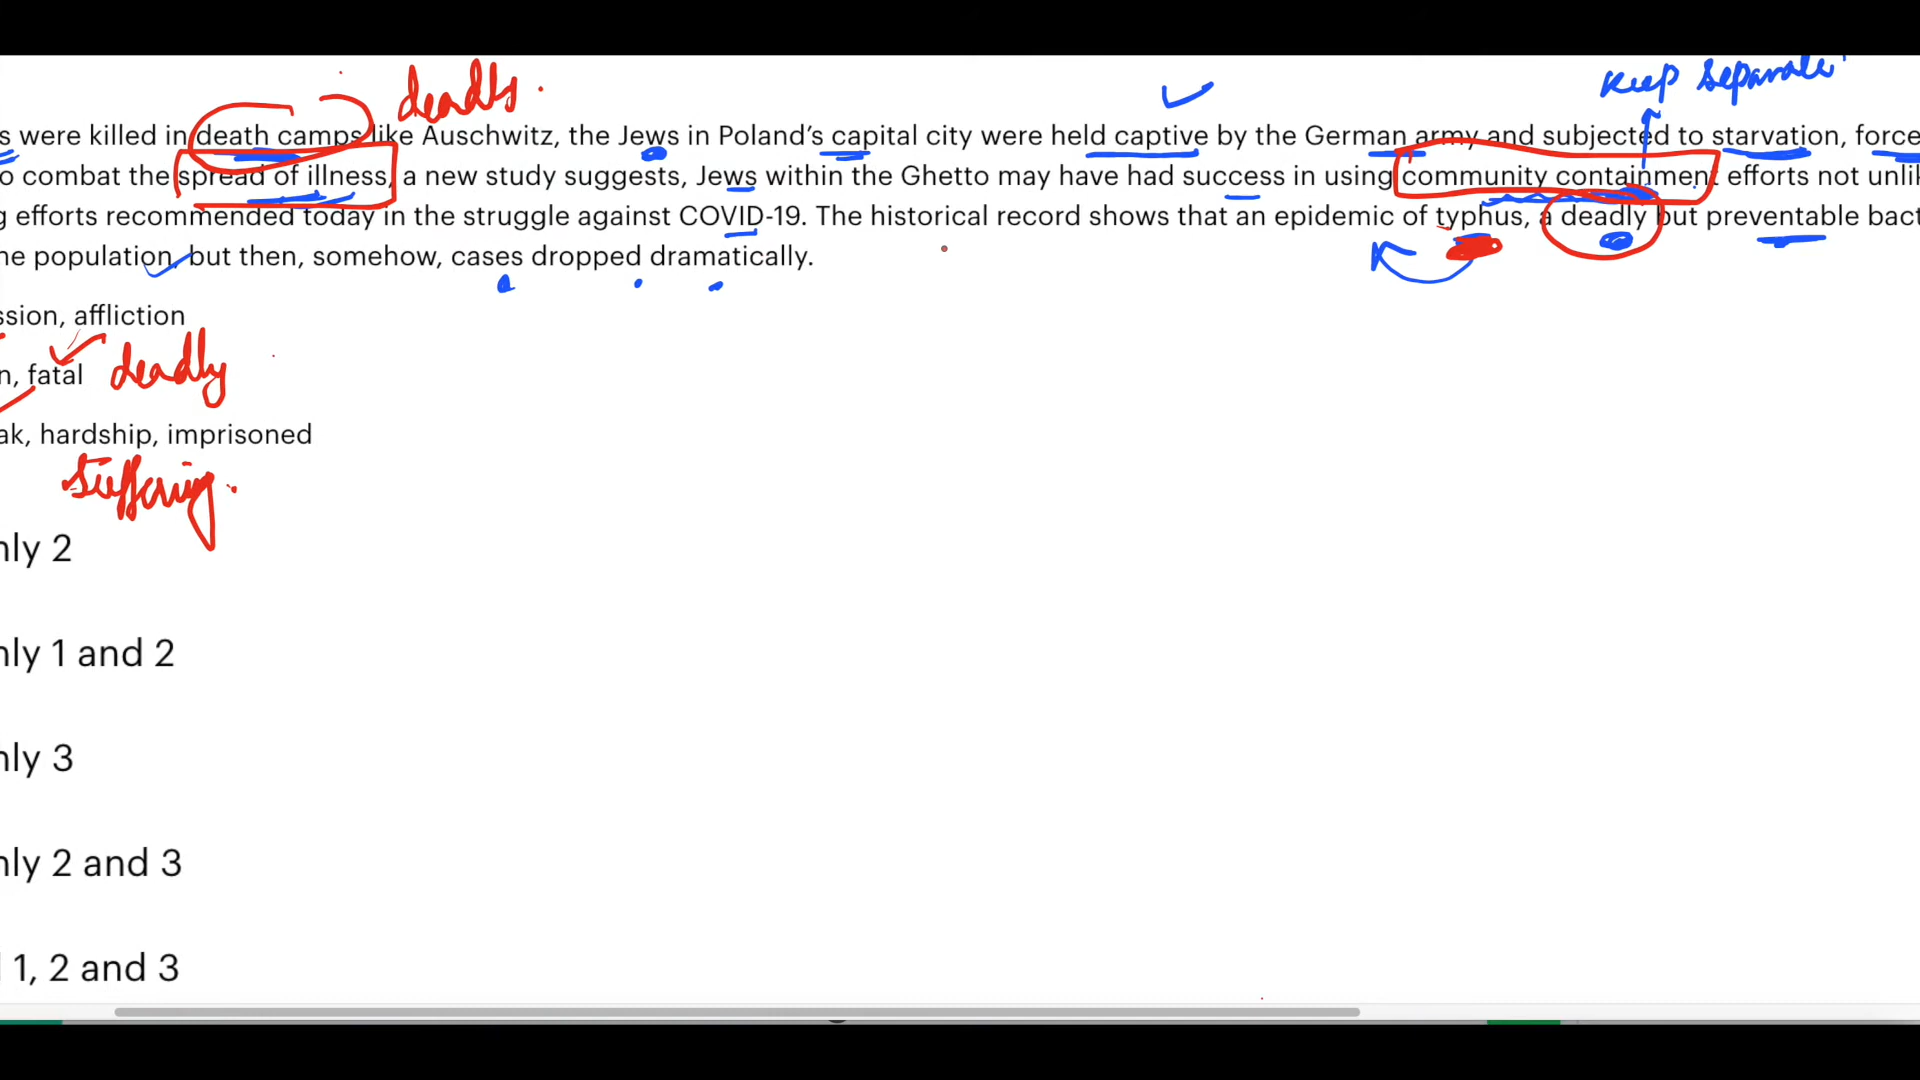 deadly.
keep separate
s were killed in death camps like Auschwitz, the Jews in Poland's capital city were held captive by the German army and subjected to starvation, force
o combat the spread of illness, a new study suggests, Jews within the Ghetto may have had success in using community containment efforts not unlik
g efforts recommended today in the struggle against COVID-19. The historical record shows that an epidemic of typhus, a deadly but preventable bact
ne population, but then, somehow, cases dropped dramatically.
ssion, affliction
n, fatal deadly
ak, hardship, imprisoned
suffering.
nly 2
nly 1 and 2
nly 3
nly 2 and 3
1, 2 and 3